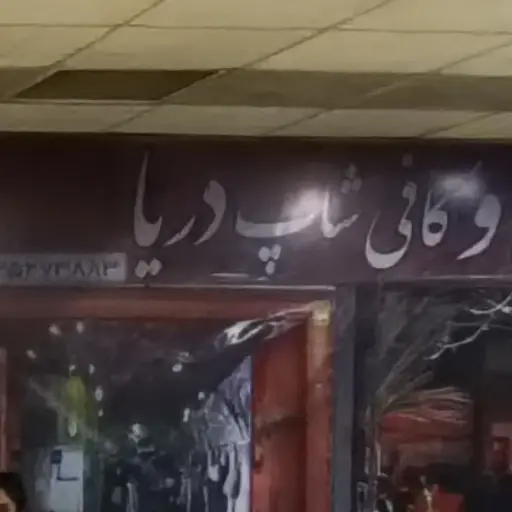 و کافی شاپ دریا